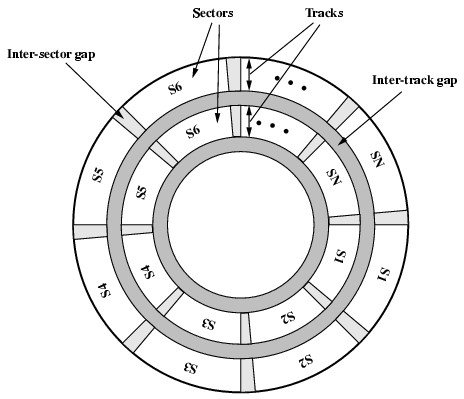 Sectors
Tracks
Inter-sector gap
Inter-track gap
S6
• • •
SN
S1
S2
S3
S4
S5
S6
• • •
SN
S1
S2
S3
S4
S5